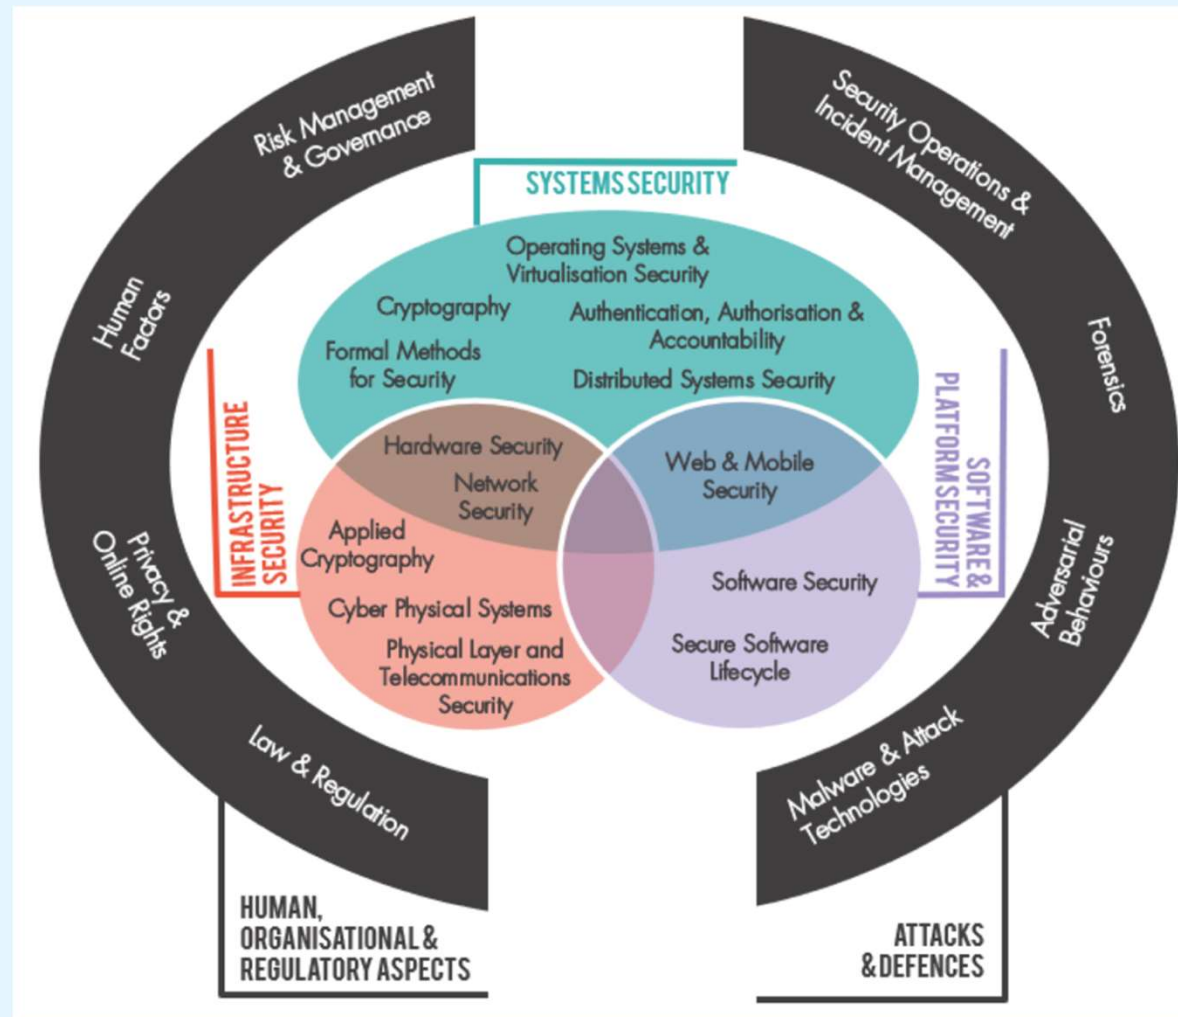 Risk Management
& Governance
Human
Factors
Privacy &
Online Rights
Law & Regulation
HUMAN,
ORGANISATIONAL &
REGULATORY ASPECTS
SYSTEMS SECURITY
Operating Systems &
Virtualisation Security
Cryptography
Authentication, Authorisation &
Accountability
Formal Methods
for Security
Distributed Systems Security
INFRASTRUCTURE
SECURITY
Hardware Security
Network
Security
Applied
Cryptography
Cyber Physical Systems
Physical Layer and
Telecommunications
Security
Web & Mobile
Security
Software Security
Secure Software
Lifecycle
SOFTWARE &
PLATFORM SECURITY
Security Operations &
Incident Management
Forensics
Adversarial
Behaviours
Malware & Attack
Technologies
ATTACKS
& DEFENCES